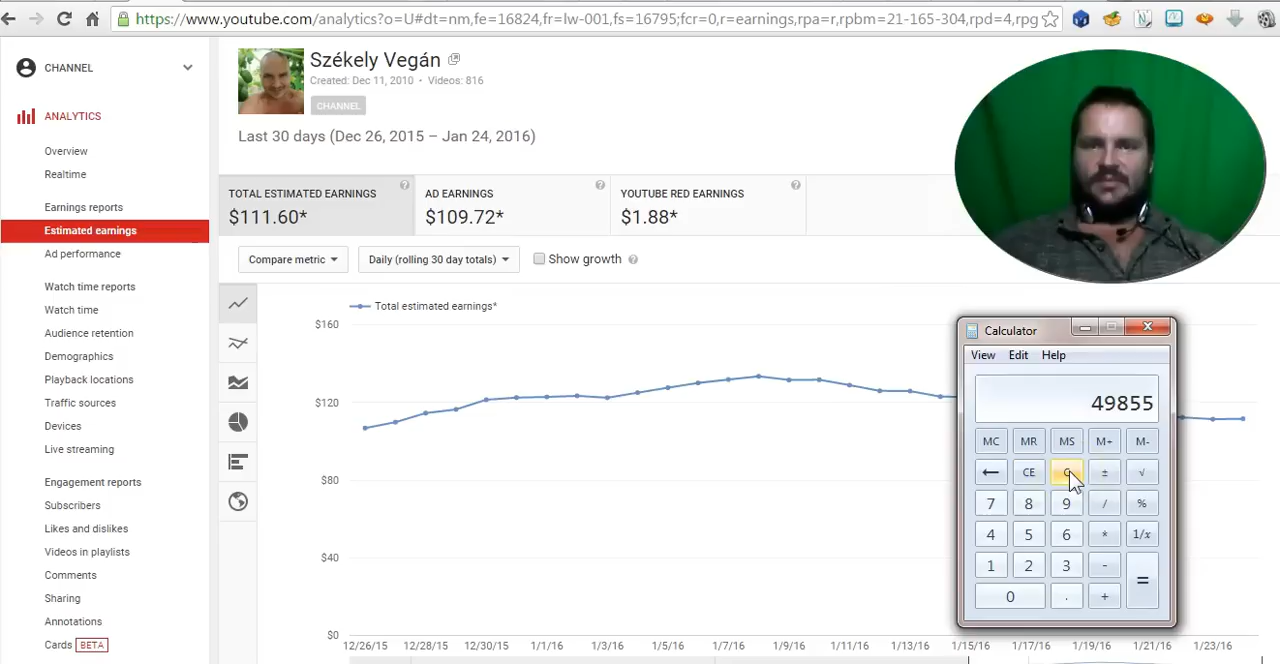 https://www.youtube.com/analytics?o=U#dt=nm,fe=16824,fr=lw-001,fs=16795;fcr=0,r=earnings,rpa=r,rpbm=21-165-304,rpd=4,rpg
CHANNEL
ANALYTICS
Overview
Realtime
Earnings reports
Estimated earnings
Ad performance
Watch time reports
Watch time
Audience retention
Demographics
Playback locations
Traffic sources
Devices
Live streaming
Engagement reports
Subscribers
Likes and dislikes
Videos in playlists
Comments
Sharing
Annotations
Cards BETA
Székely Vegán
Created: Dec 11, 2010 • Videos: 816
CHANNEL
Last 30 days (Dec 26, 2015 – Jan 24, 2016)
TOTAL ESTIMATED EARNINGS ?
$111.60*
AD EARNINGS ?
$109.72*
YOUTUBE RED EARNINGS ?
$1.88*
Compare metric
Daily (rolling 30 day totals)
Show growth ?
Total estimated earnings*
$160
$120
$80
$40
$0
12/26/15 12/28/15 12/30/15 1/1/16 1/3/16 1/5/16 1/7/16 1/9/16 1/11/16 1/13/16 1/15/16 1/17/16 1/19/16 1/21/16 1/23/16
Calculator
View Edit Help
49855
MC MR MS M+ M-
← CE C ± √
7 8 9 / %
4 5 6 * 1/x
1 2 3 - =
0 . +